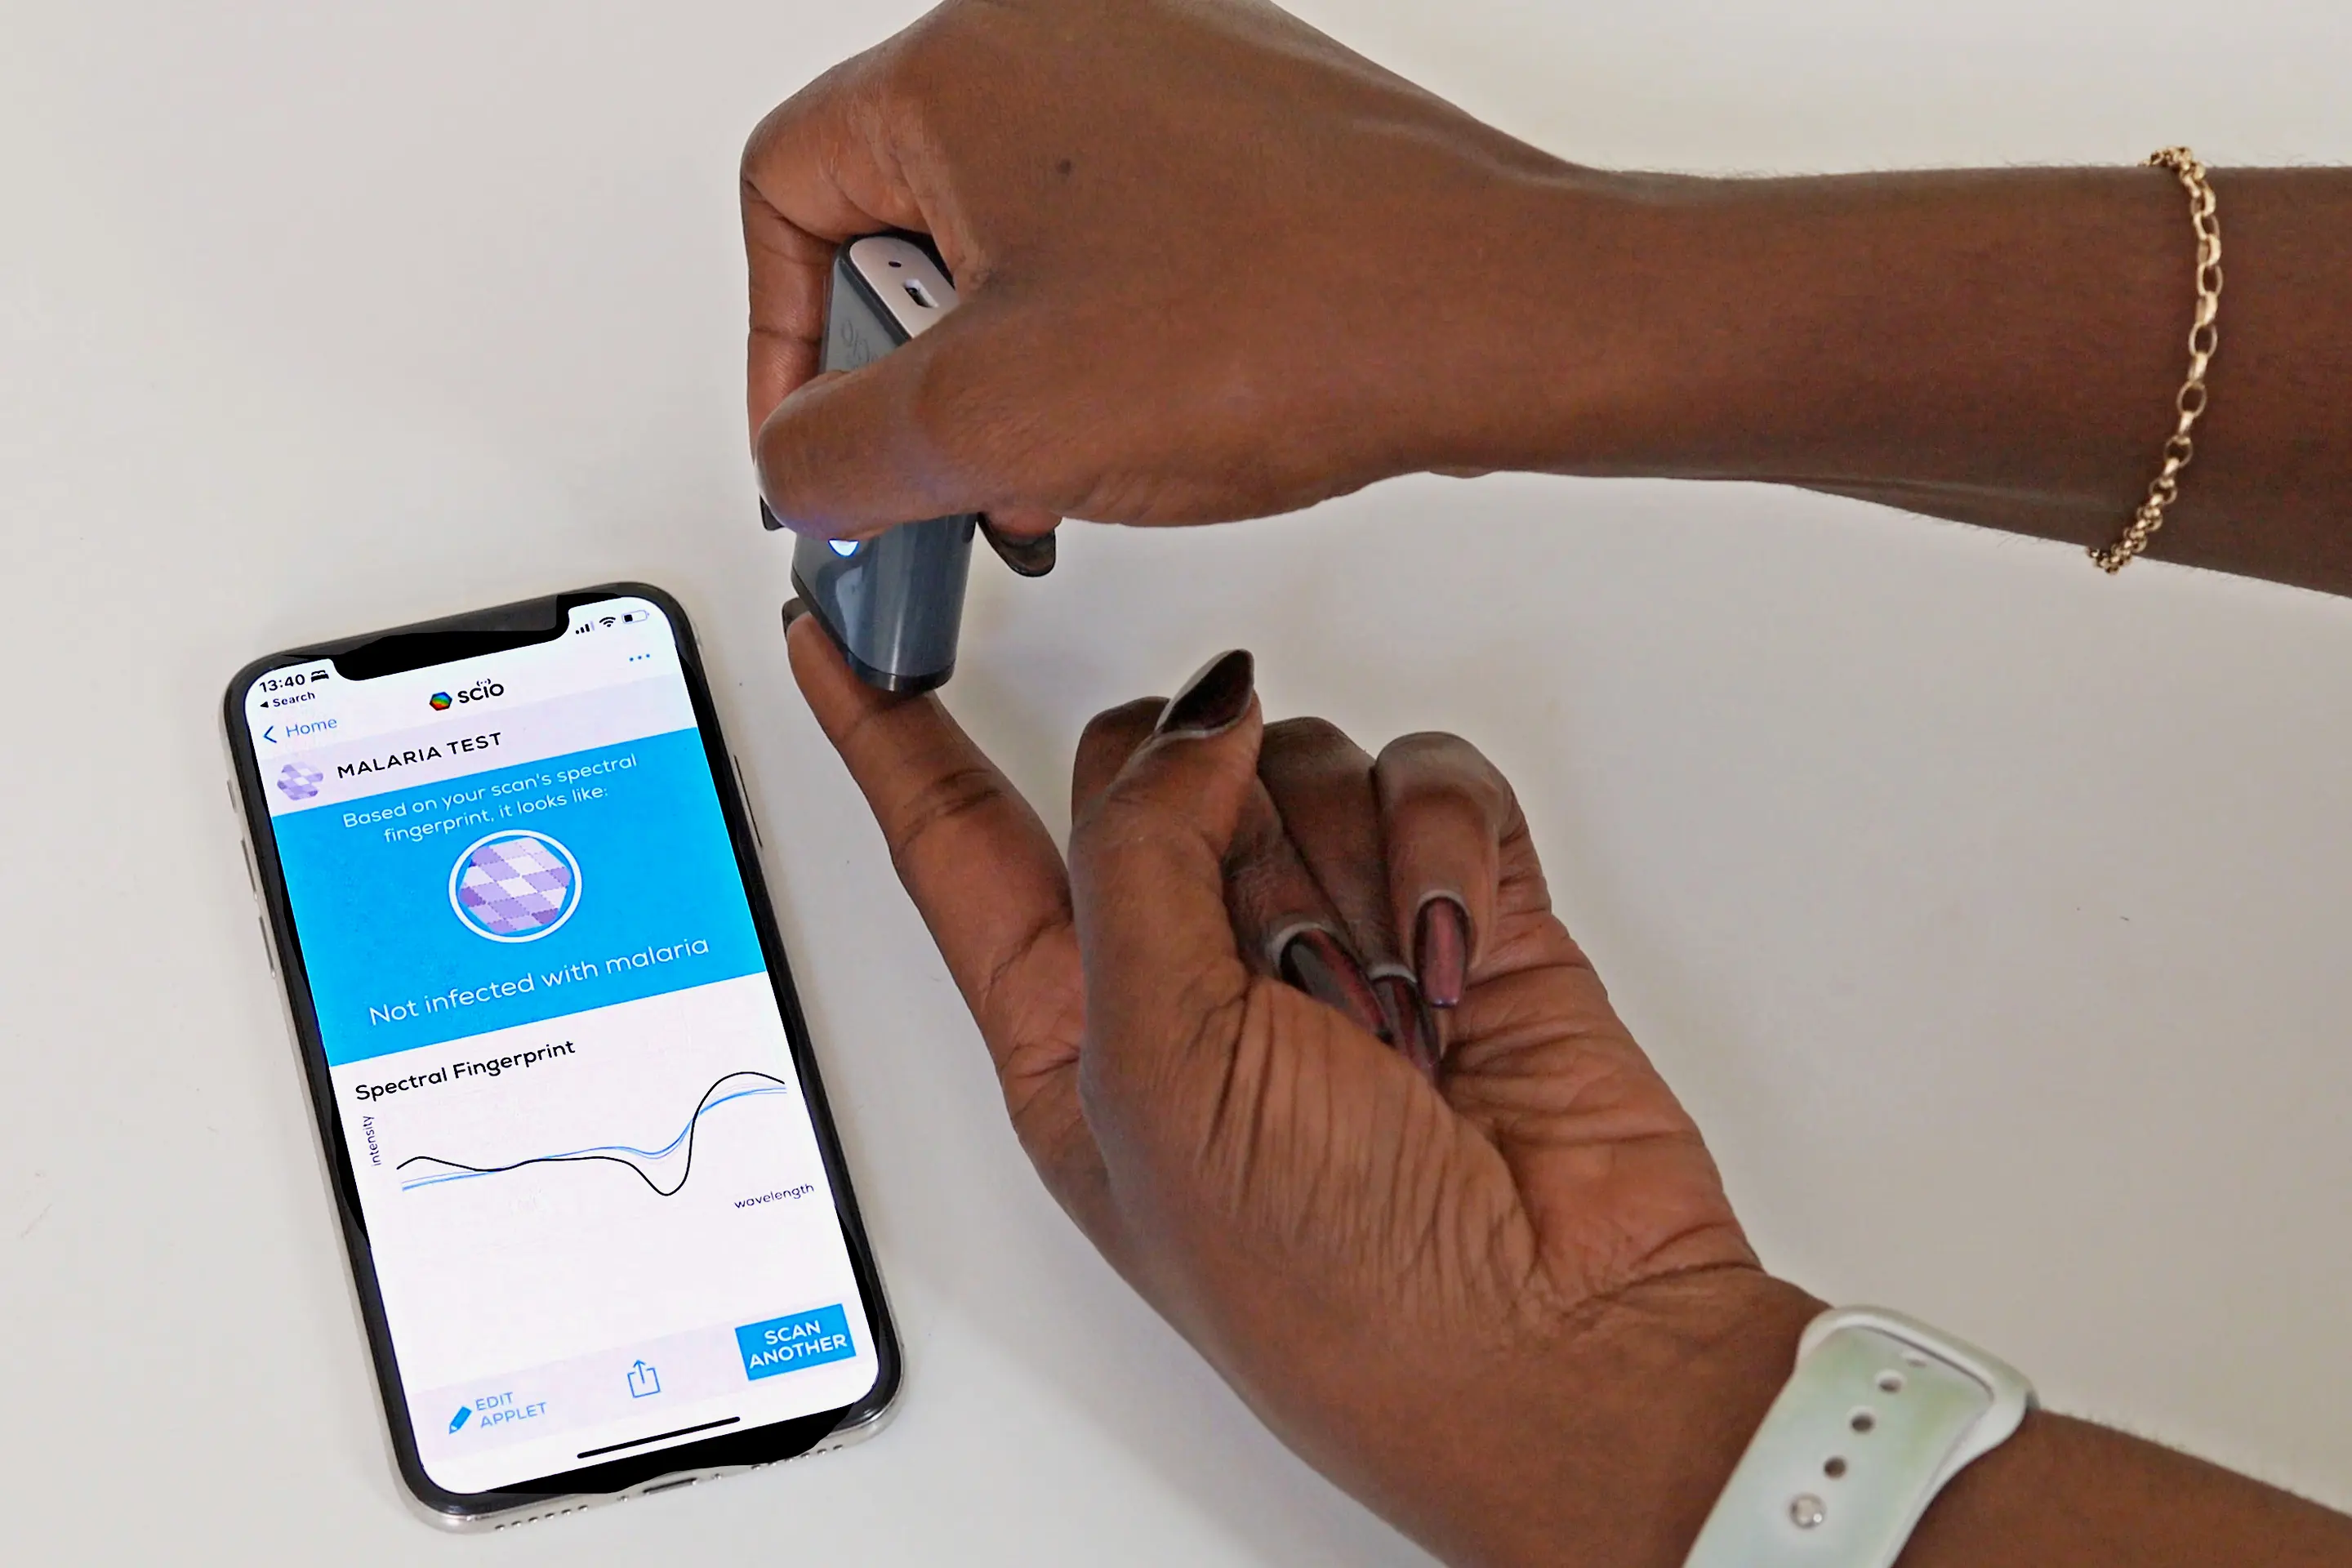 13:40
◀ Search
SCiO
...
< Home
MALARIA TEST
Based on your scan's spectral
fingerprint, it looks like:
Not infected with malaria
Spectral Fingerprint
intensity
wavelength
EDIT
APPLET
SCAN
ANOTHER
SCiO